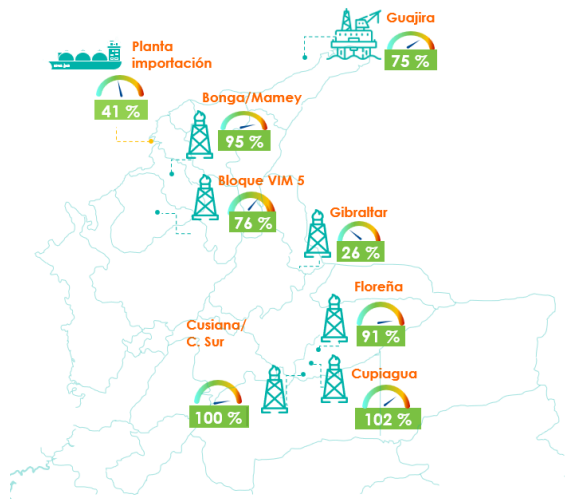 Guajira
75 %
Planta
importación
41 %
Bonga/Mamey
95 %
Bloque VIM 5
76 %
Gibraltar
26 %
Floreña
91 %
Cusiana/
C. Sur
100 %
Cupiagua
102 %